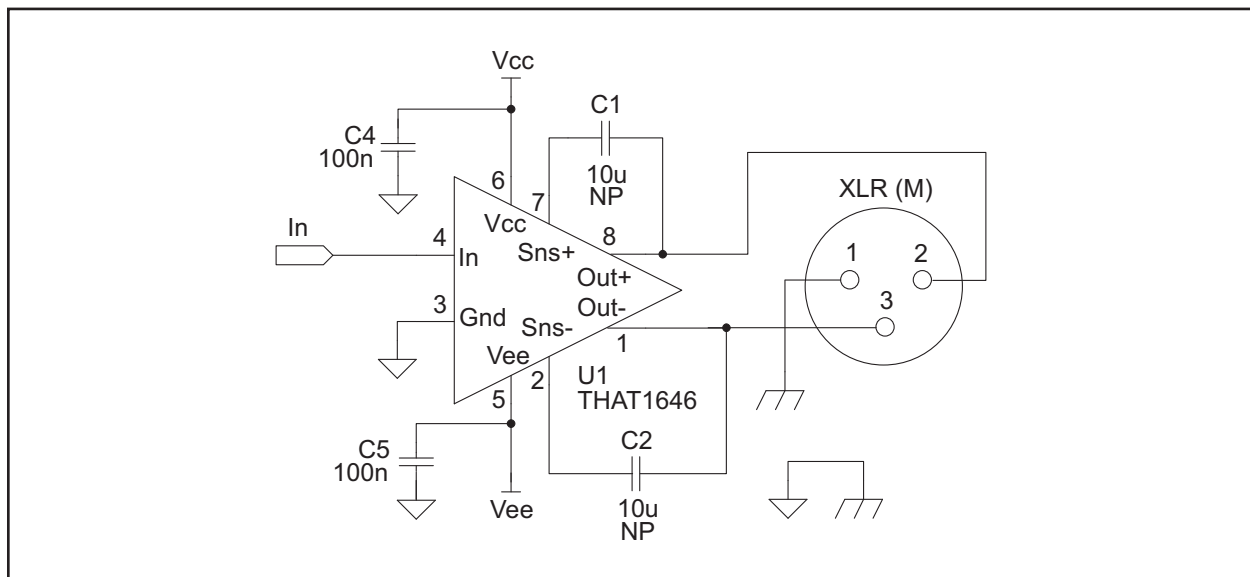 Vcc
C1
C4
100n
10u
NP
XLR (M)
6
7
Vcc
In
4
Sns+
8
1
2
In
Out+
3
Gnd
Out-
3
Sns-
Vee
1
2
U1
THAT1646
5
C5
100n
C2
Vee
10u
NP